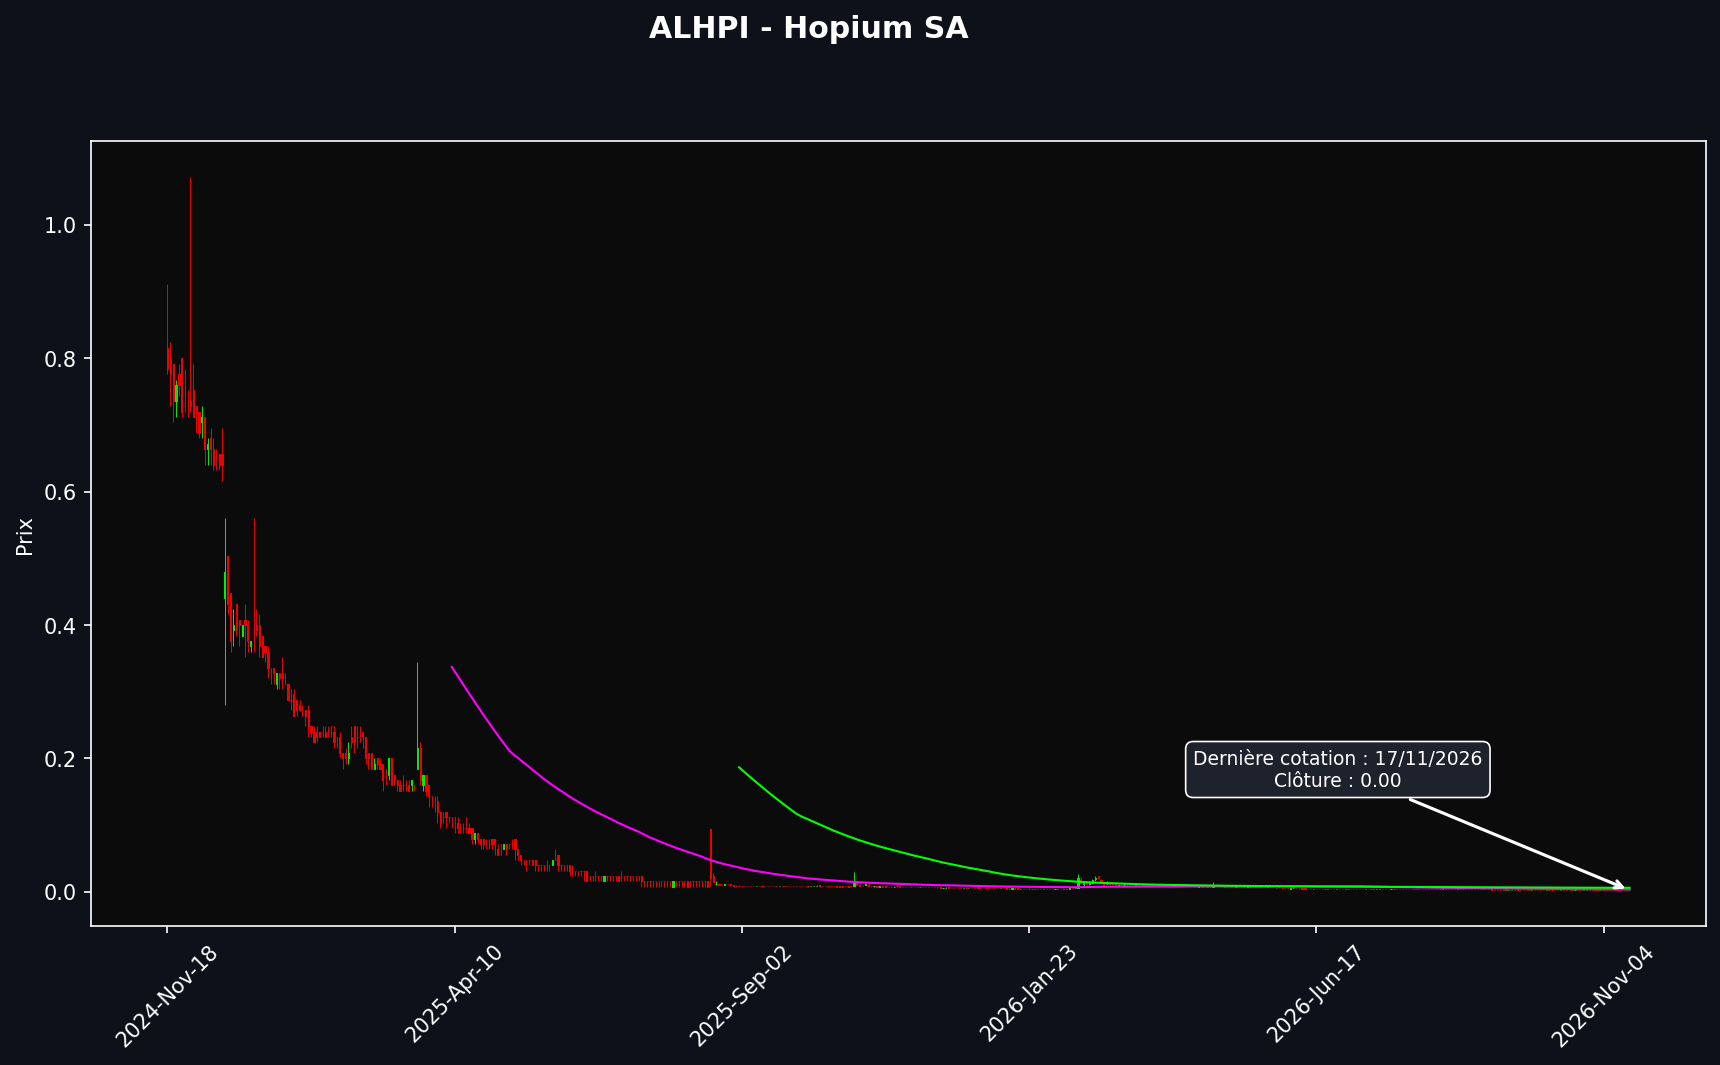 ALHPI - Hopium SA
Prix
1.0
0.8
0.6
0.4
0.2
0.0
Dernière cotation : 17/11/2026
Clôture : 0.00
2024-Nov-18
2025-Apr-10
2025-Sep-02
2026-Jan-23
2026-Jun-17
2026-Nov-04